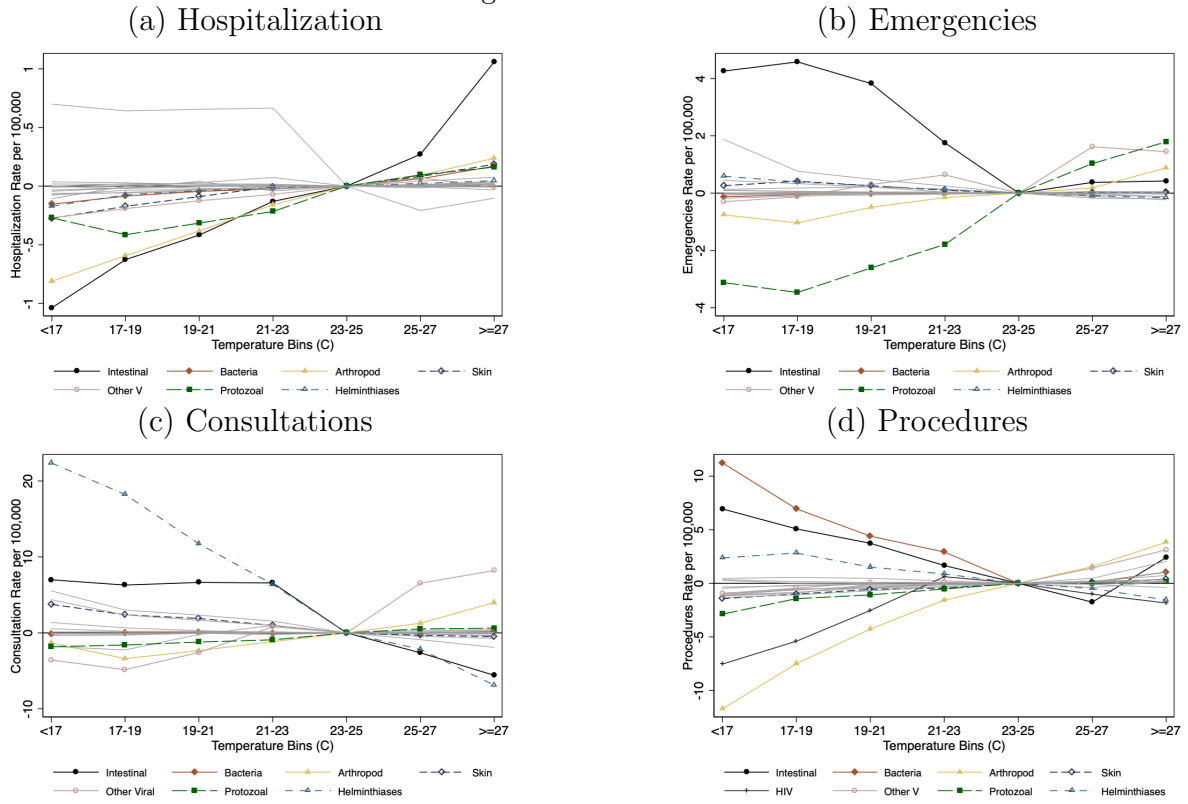 (a) Hospitalization
Hospitalization Rate per 100,000
1
.5
0
-.5
-1
<17 17-19 19-21 21-23 23-25 25-27 >=27
Temperature Bins (C)
Intestinal Bacteria Arthropod Skin
Other V Protozoal Helminthiases
(b) Emergencies
Emergencies Rate per 100,000
4
2
0
-2
-4
<17 17-19 19-21 21-23 23-25 25-27 >=27
Temperature Bins (C)
Intestinal Bacteria Arthropod Skin
Other V Protozoal Helminthiases
(c) Consultations
Consultation Rate per 100,000
20
10
0
-10
<17 17-19 19-21 21-23 23-25 25-27 >=27
Temperature Bins (C)
Intestinal Bacteria Arthropod Skin
Other Viral Protozoal Helminthiases
(d) Procedures
Procedures Rate per 100,000
10
5
0
-5
-10
<17 17-19 19-21 21-23 23-25 25-27 >=27
Temperature Bins (C)
Intestinal Bacteria Arthropod Skin
HIV Other V Protozoal Helminthiases